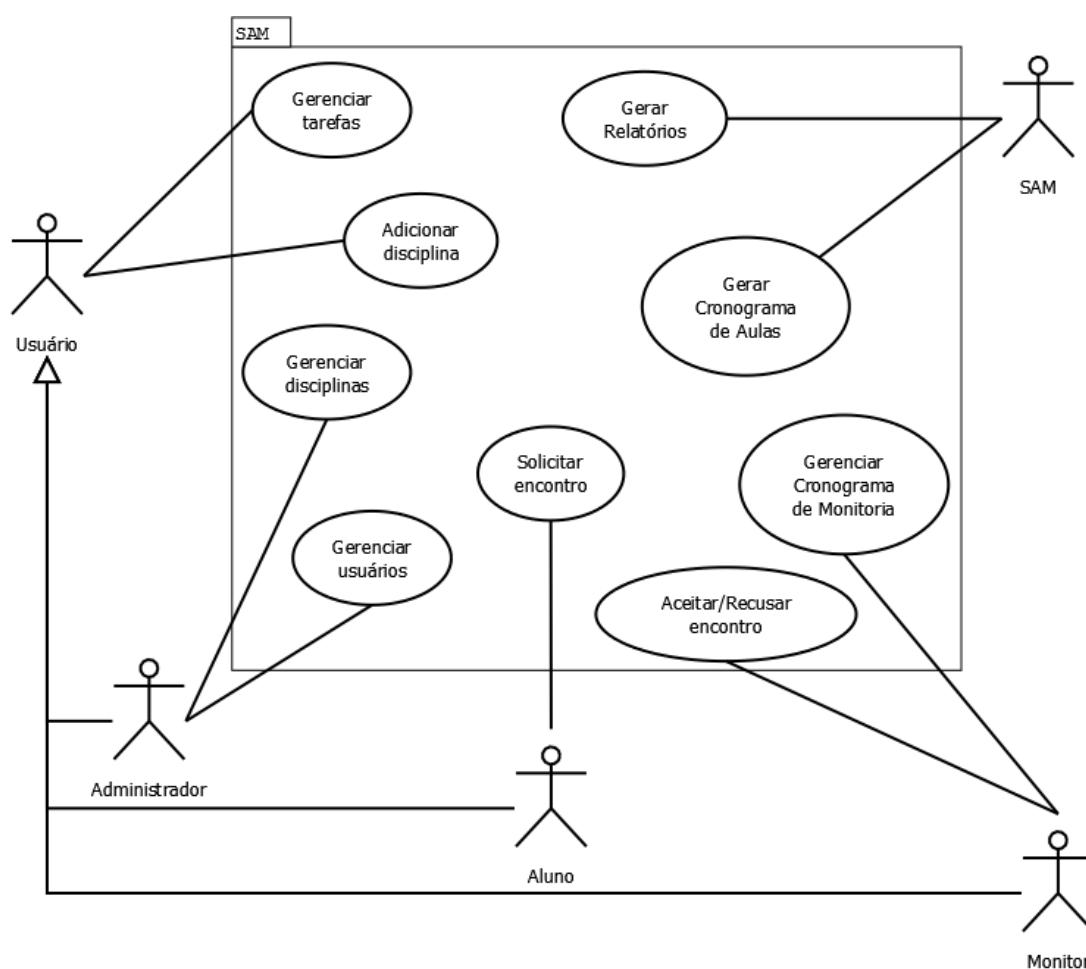 SAM
Gerenciar
tarefas
Gerar
Relatórios
SAM
Adicionar
disciplina
Gerar
Cronograma
de Aulas
Usuário
Gerenciar
disciplinas
Solicitar
encontro
Gerenciar
Cronograma
de Monitoria
Gerenciar
usuários
Aceitar/Recusar
encontro
Administrador
Aluno
Monitor